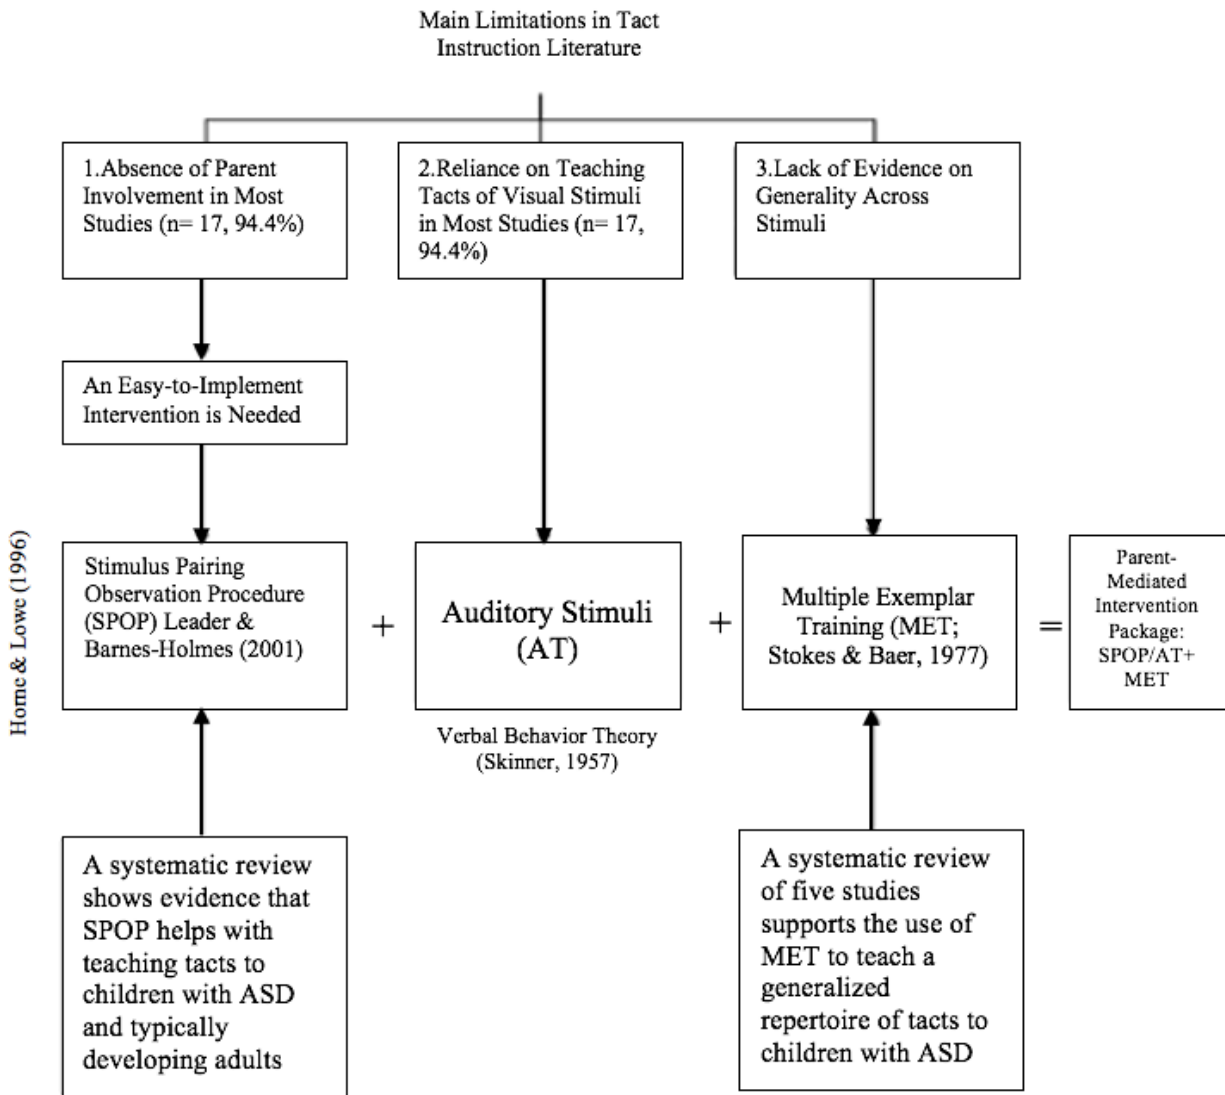 Main Limitations in Tact
Instruction Literature
1.Absence of Parent
Involvement in Most
Studies (n= 17, 94.4%)
2.Reliance on Teaching
Tacts of Visual Stimuli
in Most Studies (n= 17,
94.4%)
3.Lack of Evidence on
Generality Across
Stimuli
An Easy-to-Implement
Intervention is Needed
Horne & Lowe (1996)
Stimulus Pairing
Observation Procedure
(SPOP) Leader &
Barnes-Holmes (2001)
+
Auditory Stimuli
(AT)
+
Multiple Exemplar
Training (MET;
Stokes & Baer, 1977)
=
Parent-
Mediated
Intervention
Package:
SPOP/AT+
MET
Verbal Behavior Theory
(Skinner, 1957)
A systematic review
shows evidence that
SPOP helps with
teaching tacts to
children with ASD
and typically
developing adults
A systematic review
of five studies
supports the use of
MET to teach a
generalized
repertoire of tacts to
children with ASD